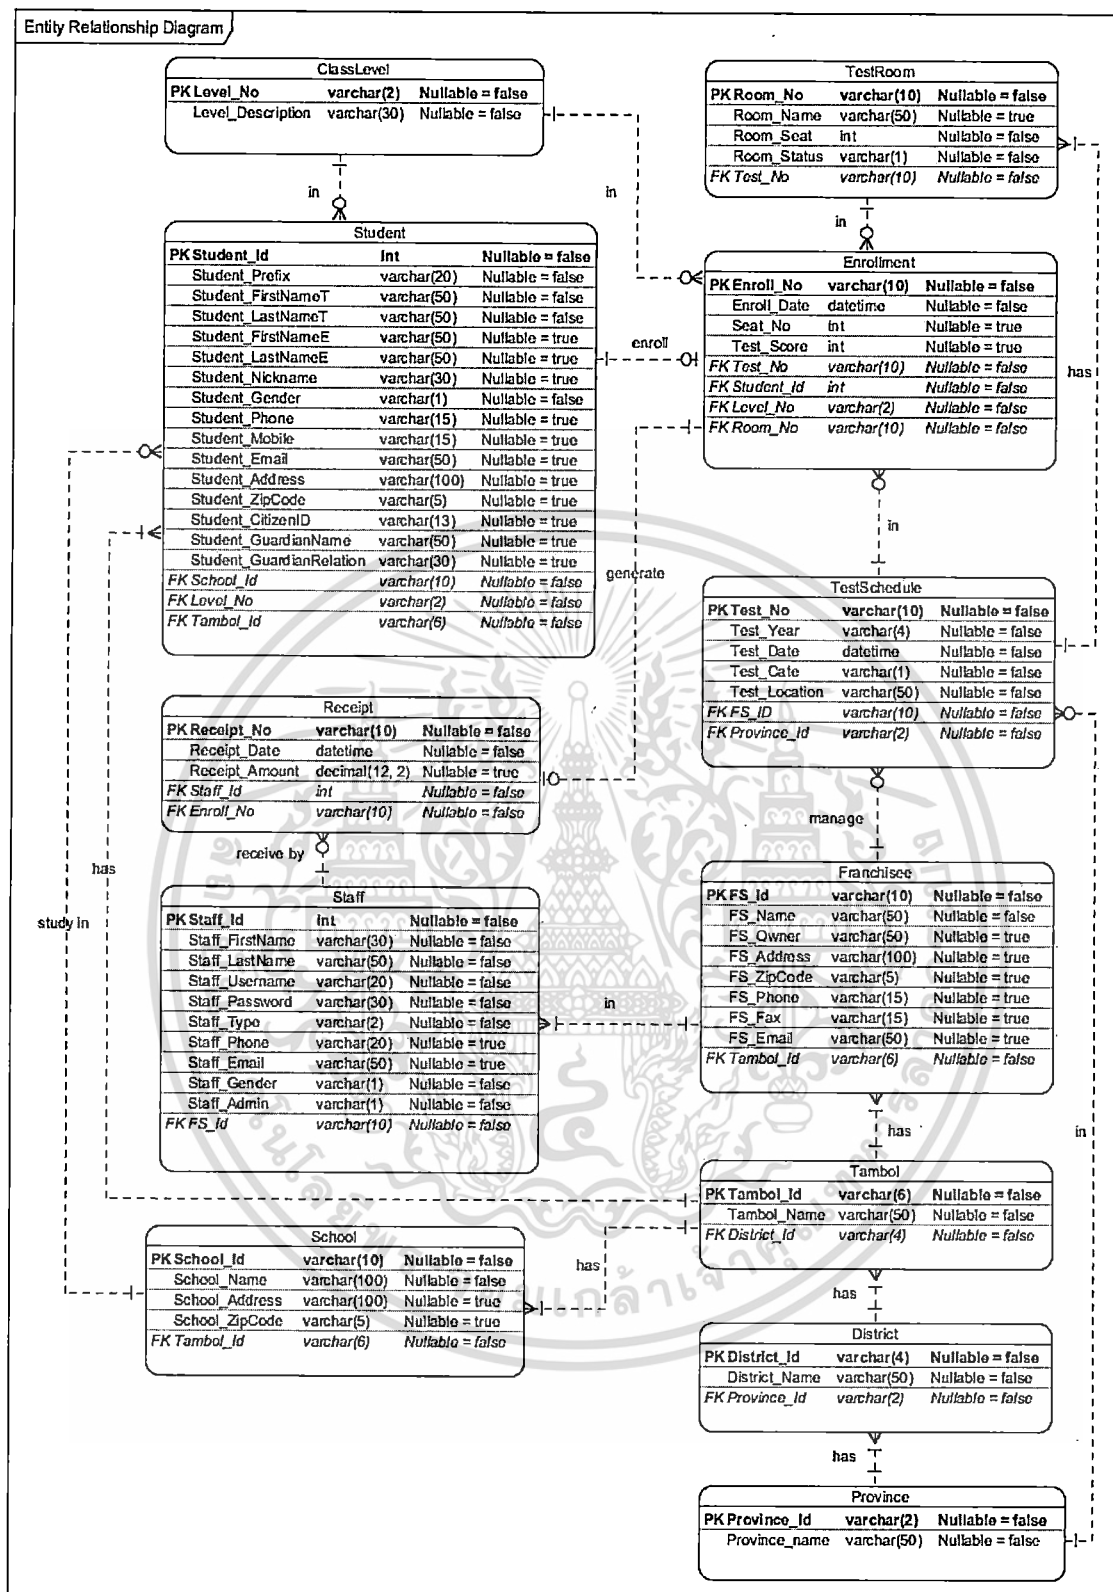 Entity Relationship Diagram
ClassLevel
PK Level_No varchar(2) Nullable = false
Level_Description varchar(30) Nullable = false
TestRoom
PK Room_No varchar(10) Nullable = false
Room_Name varchar(50) Nullable = true
Room_Seat int Nullable = false
Room_Status varchar(1) Nullable = false
FK Test_No varchar(10) Nullable = false
in
in
in
Student
PK Student_Id int Nullable = false
Student_Prefix varchar(20) Nullable = false
Student_FirstNameT varchar(50) Nullable = false
Student_LastNameT varchar(50) Nullable = false
Student_FirstNameE varchar(50) Nullable = true
Student_LastNameE varchar(50) Nullable = true
Student_Nickname varchar(30) Nullable = true
Student_Gender varchar(1) Nullable = false
Student_Phone varchar(15) Nullable = true
Student_Mobile varchar(15) Nullable = true
Student_Email varchar(50) Nullable = true
Student_Address varchar(100) Nullable = true
Student_ZipCode varchar(5) Nullable = true
Student_CitizenID varchar(13) Nullable = true
Student_GuardianName varchar(50) Nullable = true
Student_GuardianRelation varchar(30) Nullable = true
FK School_Id varchar(10) Nullable = false
FK Level_No varchar(2) Nullable = false
FK Tambol_Id varchar(6) Nullable = false
Enrollment
PK Enroll_No varchar(10) Nullable = false
Enroll_Date datetime Nullable = false
Seat_No int Nullable = true
Test_Score int Nullable = true
FK Test_No varchar(10) Nullable = false
FK Student_Id int Nullable = false
FK Level_No varchar(2) Nullable = false
FK Room_No varchar(10) Nullable = false
enroll
has
in
generate
TestSchedule
PK Test_No varchar(10) Nullable = false
Test_Year varchar(4) Nullable = false
Test_Date datetime Nullable = false
Test_Cate varchar(1) Nullable = false
Test_Location varchar(50) Nullable = false
FK FS_ID varchar(10) Nullable = false
FK Province_Id varchar(2) Nullable = false
Receipt
PK Receipt_No varchar(10) Nullable = false
Receipt_Date datetime Nullable = false
Receipt_Amount decimal(12, 2) Nullable = true
FK Staff_Id int Nullable = false
FK Enroll_No varchar(10) Nullable = false
manage
receive by
has
study in
Staff
PK Staff_Id int Nullable = false
Staff_FirstName varchar(30) Nullable = false
Staff_LastName varchar(50) Nullable = false
Staff_Username varchar(20) Nullable = false
Staff_Password varchar(30) Nullable = false
Staff_Type varchar(2) Nullable = false
Staff_Phone varchar(20) Nullable = true
Staff_Email varchar(50) Nullable = true
Staff_Gender varchar(1) Nullable = false
Staff_Admin varchar(1) Nullable = false
FK FS_Id varchar(10) Nullable = false
in
Franchisee
PK FS_Id varchar(10) Nullable = false
FS_Name varchar(50) Nullable = false
FS_Owner varchar(50) Nullable = true
FS_Address varchar(100) Nullable = true
FS_ZipCode varchar(5) Nullable = true
FS_Phone varchar(15) Nullable = true
FS_Fax varchar(15) Nullable = true
FS_Email varchar(50) Nullable = true
FK Tambol_Id varchar(6) Nullable = false
has
in
Tambol
PK Tambol_Id varchar(6) Nullable = false
Tambol_Name varchar(50) Nullable = false
FK District_Id varchar(4) Nullable = false
School
PK School_Id varchar(10) Nullable = false
School_Name varchar(100) Nullable = false
School_Address varchar(100) Nullable = true
School_ZipCode varchar(5) Nullable = true
FK Tambol_Id varchar(6) Nullable = false
has
has
District
PK District_Id varchar(4) Nullable = false
District_Name varchar(50) Nullable = false
FK Province_Id varchar(2) Nullable = false
has
Province
PK Province_Id varchar(2) Nullable = false
Province_name varchar(50) Nullable = false